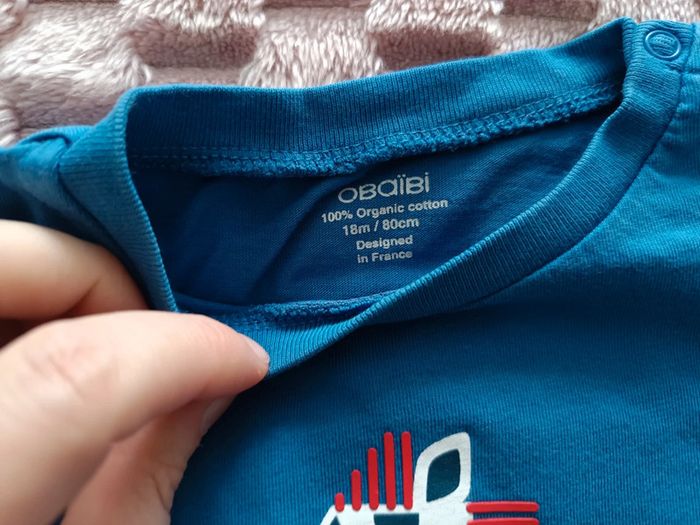 OBaïBi
100% Organic cotton
18m / 80cm
Designed
in France